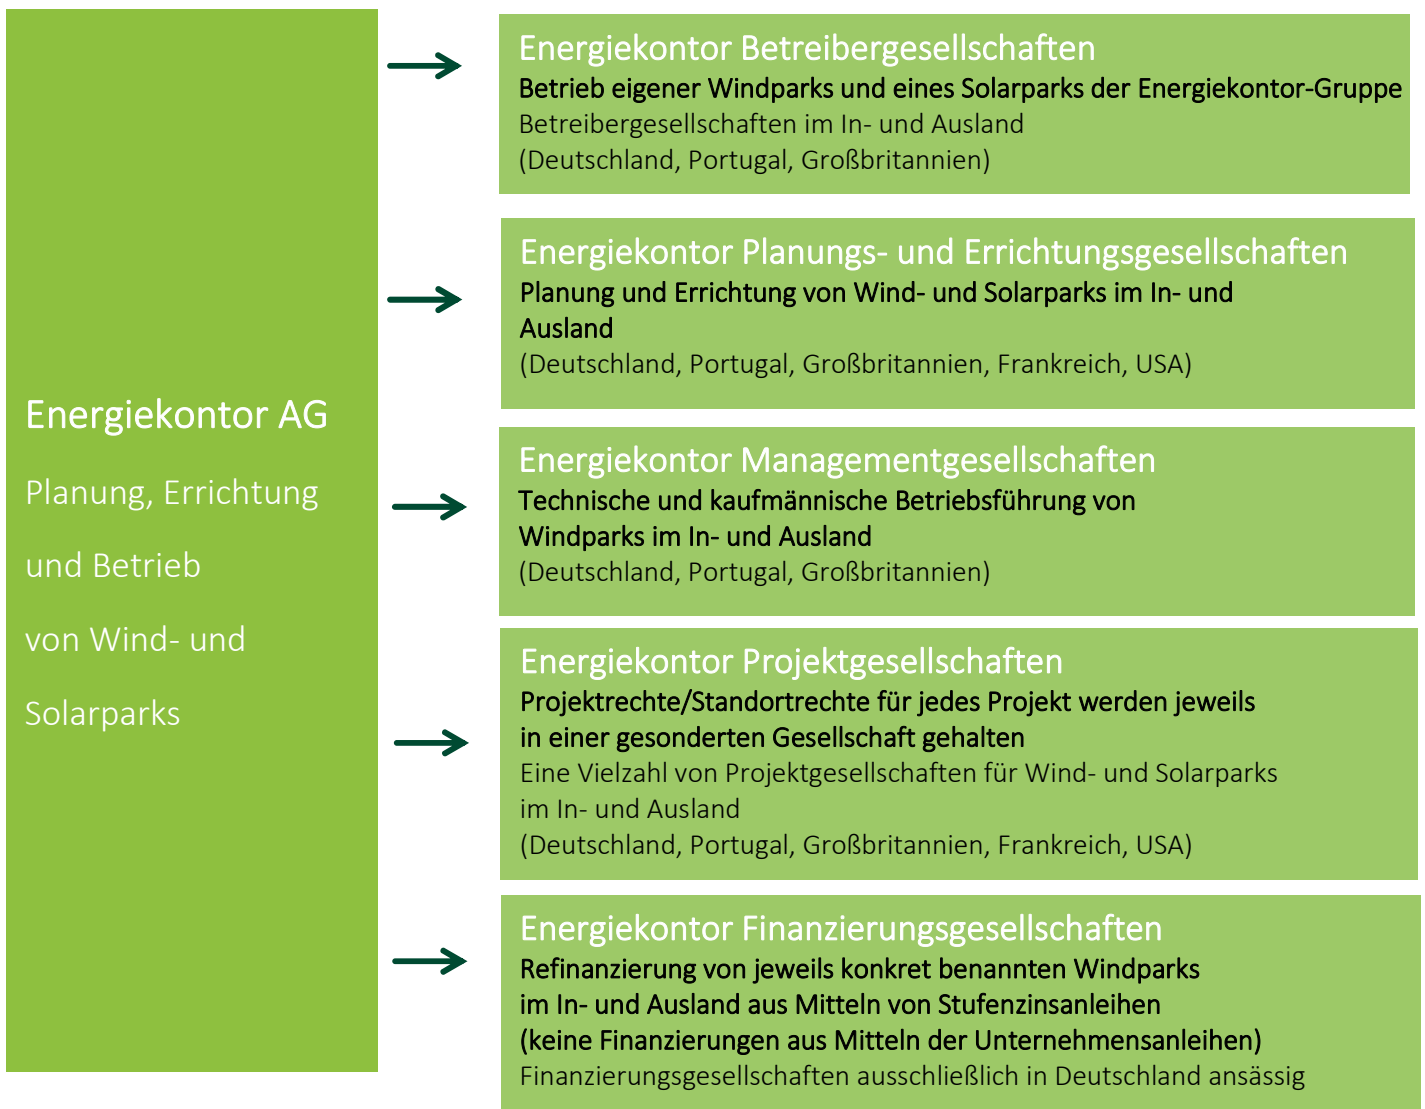 Energiekontor AG
Planung, Errichtung
und Betrieb
von Wind- und
Solarparks
Energiekontor Betreibergesellschaften
Betrieb eigener Windparks und eines Solarparks der Energiekontor-Gruppe
Betreibergesellschaften im In- und Ausland
(Deutschland, Portugal, Großbritannien)
Energiekontor Planungs- und Errichtungsgesellschaften
Planung und Errichtung von Wind- und Solarparks im In- und
Ausland
(Deutschland, Portugal, Großbritannien, Frankreich, USA)
Energiekontor Managementgesellschaften
Technische und kaufmännische Betriebsführung von
Windparks im In- und Ausland
(Deutschland, Portugal, Großbritannien)
Energiekontor Projektgesellschaften
Projektrechte/Standortrechte für jedes Projekt werden jeweils
in einer gesonderten Gesellschaft gehalten
Eine Vielzahl von Projektgesellschaften für Wind- und Solarparks
im In- und Ausland
(Deutschland, Portugal, Großbritannien, Frankreich, USA)
Energiekontor Finanzierungsgesellschaften
Refinanzierung von jeweils konkret benannten Windparks
im In- und Ausland aus Mitteln von Stufenzinsanleihen
(keine Finanzierungen aus Mitteln der Unternehmensanleihen)
Finanzierungsgesellschaften ausschließlich in Deutschland ansässig